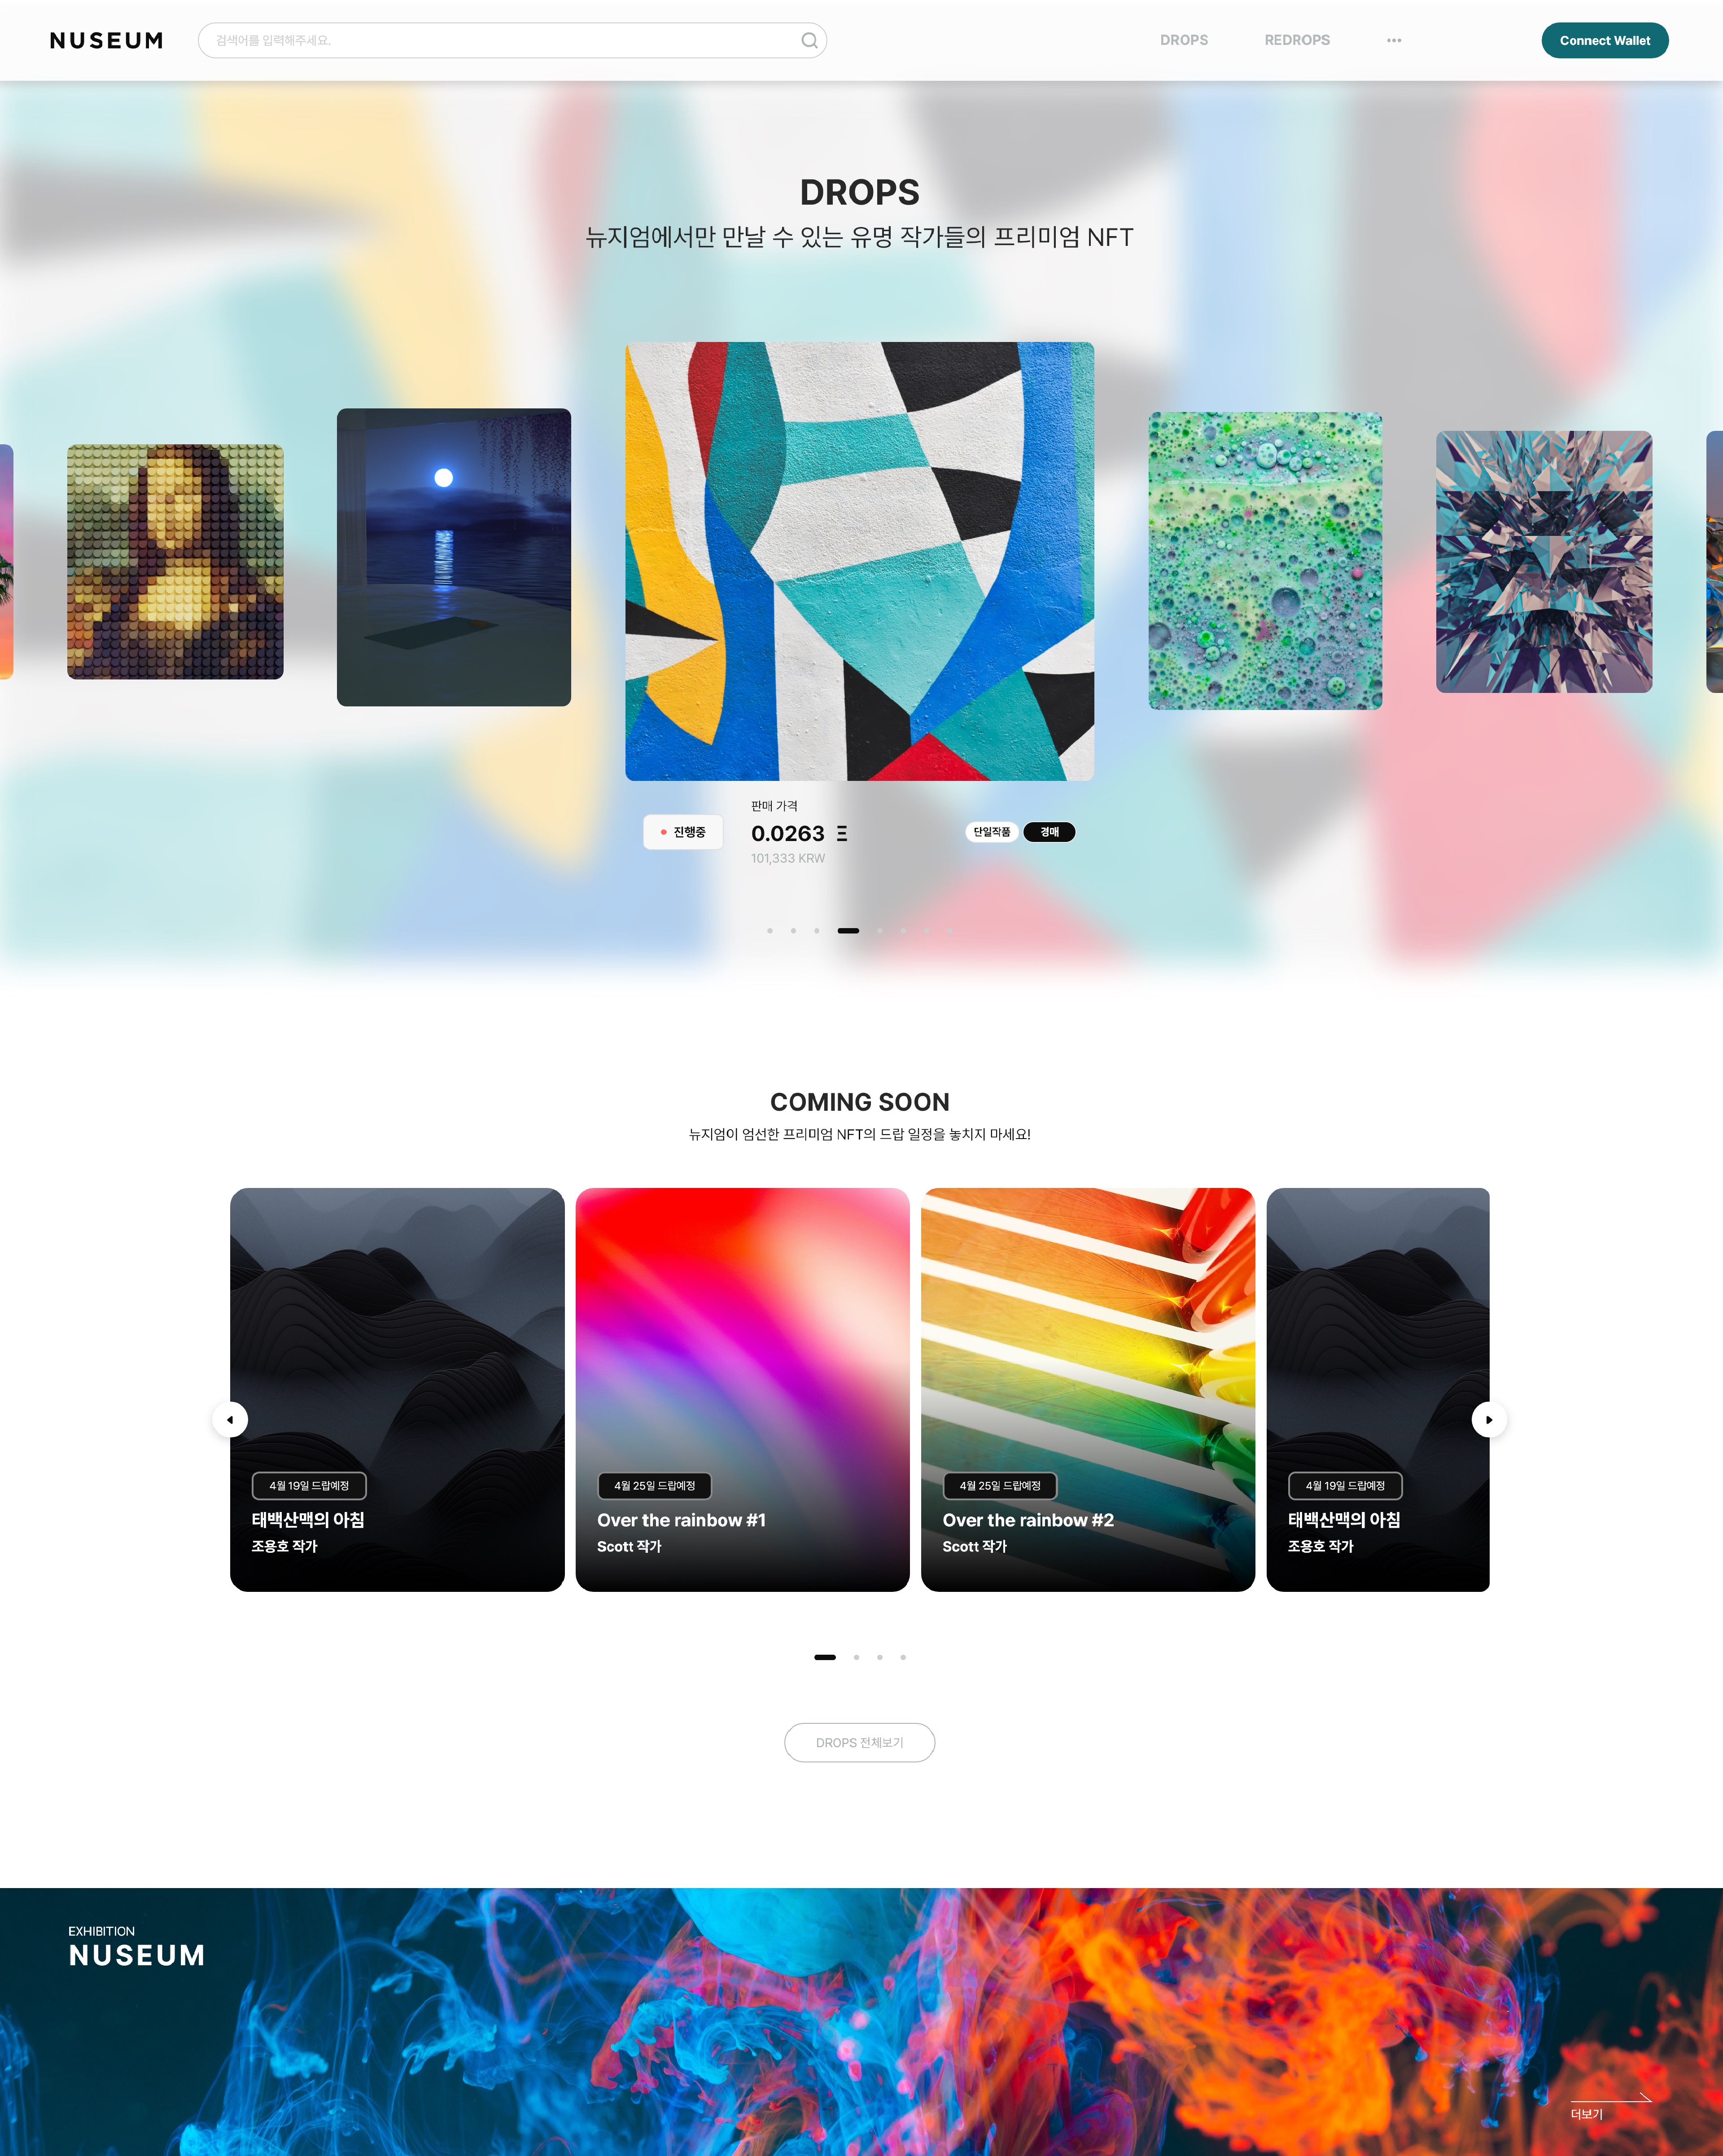 NUSEUM
검색어를 입력해주세요.
DROPS
REDROPS
Connect Wallet
DROPS
뉴지엄에서만 만날 수 있는 유명 작가들의 프리미엄 NFT
진행중
판매 가격
0.0263 Ξ
101,333 KRW
단일작품
경매
COMING SOON
뉴지엄이 엄선한 프리미엄 NFT의 드랍 일정을 놓치지 마세요!
4월 19일 드랍예정
태백산맥의 아침
조용호 작가
4월 25일 드랍예정
Over the rainbow #1
Scott 작가
4월 25일 드랍예정
Over the rainbow #2
Scott 작가
4월 19일 드랍예정
태백산맥의 아침
조용호 작가
DROPS 전체보기
EXHIBITION
NUSEUM
더보기